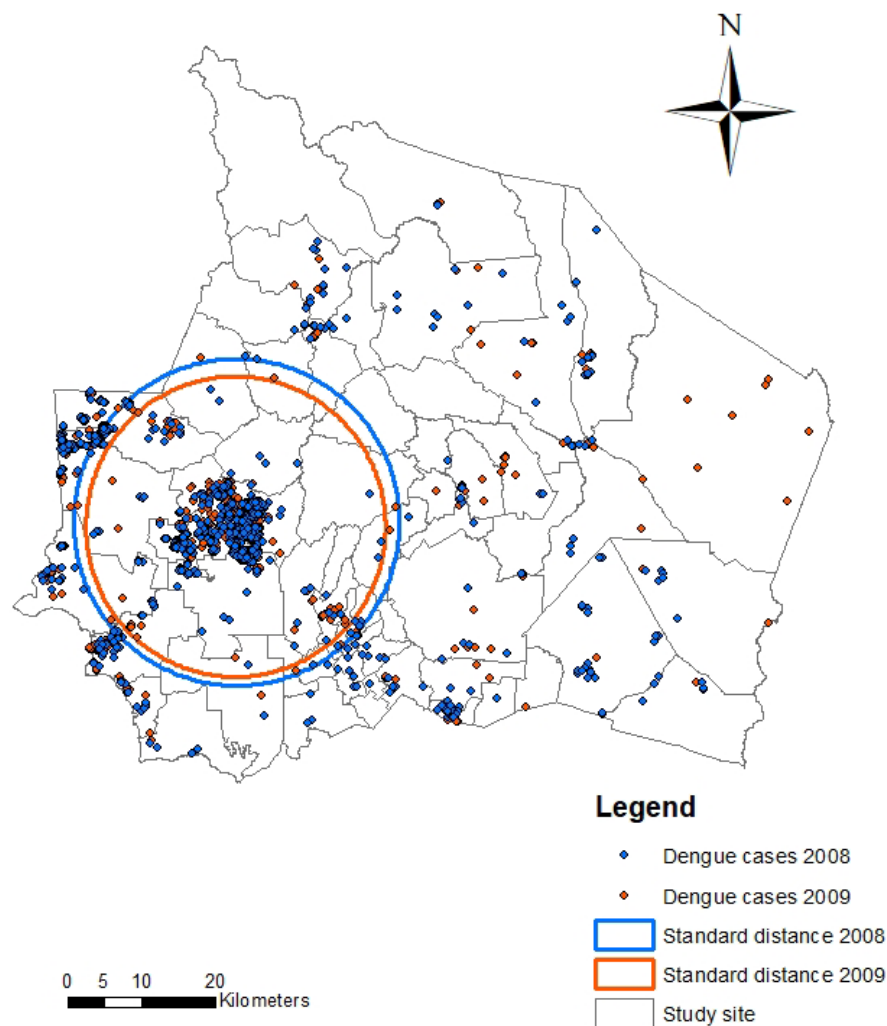 N
Legend
Dengue cases 2008
Dengue cases 2009
Standard distance 2008
Standard distance 2009
Study site
0 5 10 20
Kilometers